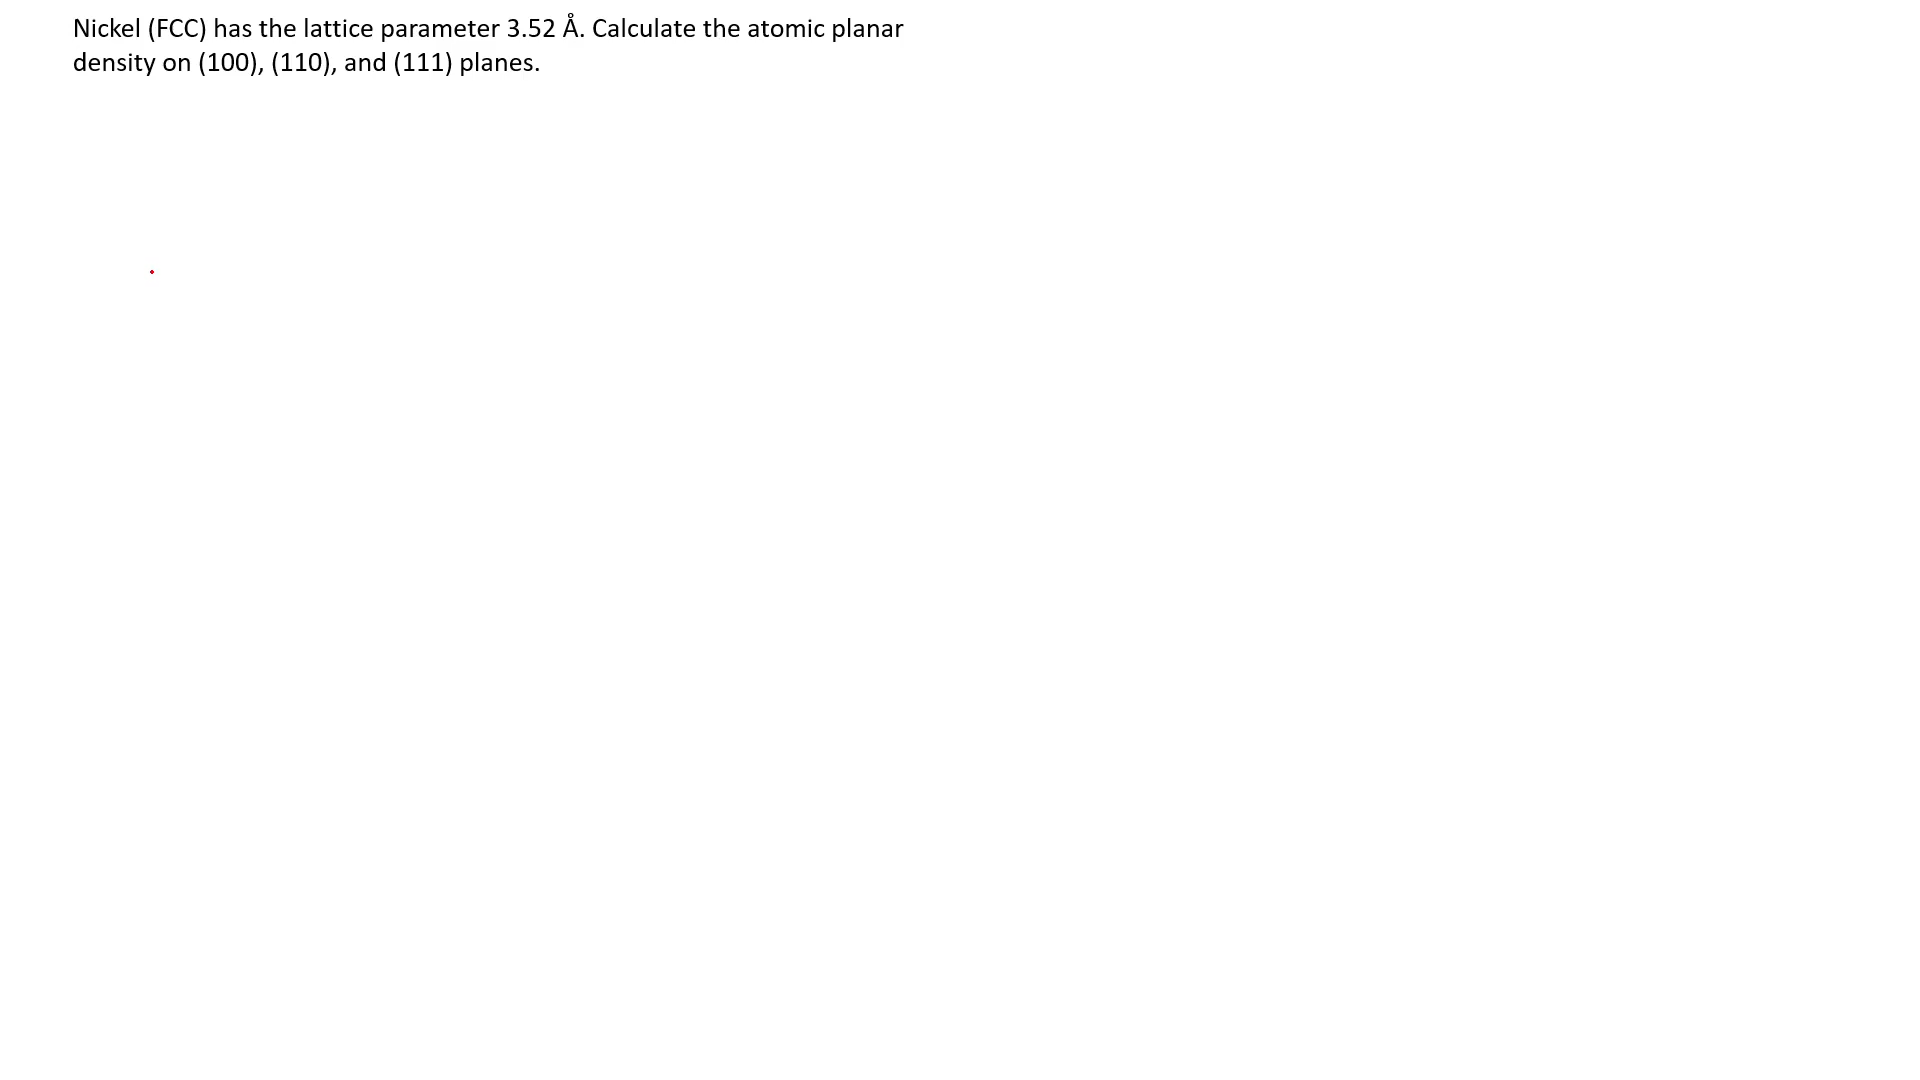 Nickel (FCC) has the lattice parameter 3.52 Å. Calculate the atomic planar
density on (100), (110), and (111) planes.